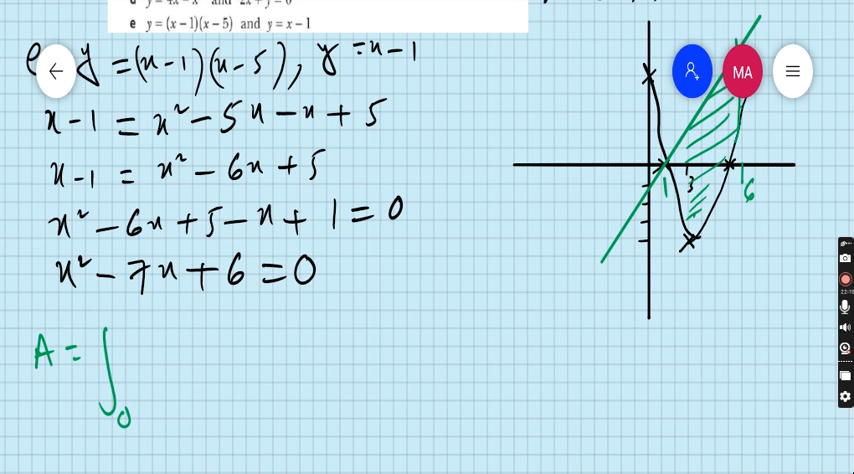 e y = (x − 1)(x − 5) and y = x − 1
e y = (x-1)(x-5), y = x-1
x-1 = x² - 5x - x + 5
x-1 = x² - 6x + 5
x² - 6x + 5 - x + 1 = 0
x² - 7x + 6 = 0
A = ∫₀
MA
1 3 6